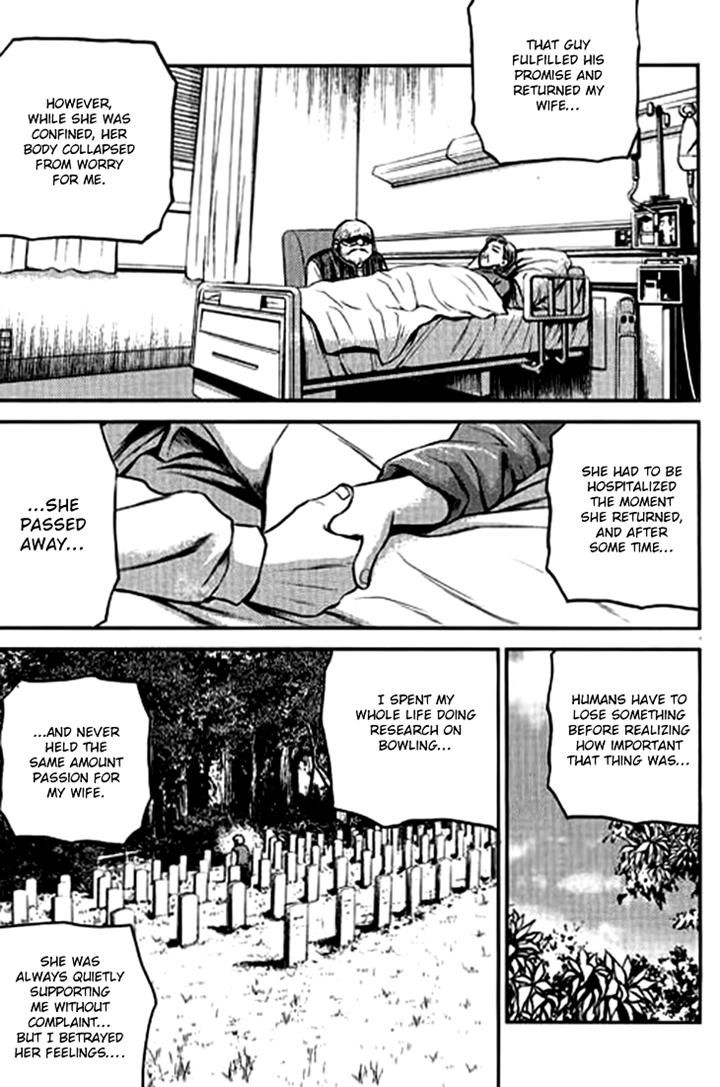 THAT GUY
FULFILLED HIS
PROMISE AND
RETURNED MY
WIFE...
HOWEVER,
WHILE SHE WAS
CONFINED, HER
BODY COLLAPSED
FROM WORRY
FOR ME.
SHE HAD TO BE
HOSPITALIZED
THE MOMENT
SHE RETURNED,
AND AFTER
SOME TIME...
...SHE
PASSED
AWAY...
HUMANS HAVE TO
LOSE SOMETHING
BEFORE REALIZING
HOW IMPORTANT
THAT THING WAS...
I SPENT MY
WHOLE LIFE DOING
RESEARCH ON
BOWLING...
...AND NEVER
HELD THE
SAME AMOUNT
PASSION FOR
MY WIFE.
SHE WAS
ALWAYS QUIETLY
SUPPORTING
ME WITHOUT
COMPLAINT...
BUT I BETRAYED
HER FEELINGS....